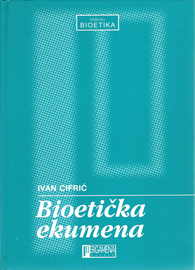 BIOETIKA
IVAN CIFRIĆ
Bioetička
ekumena
PERGAMENA